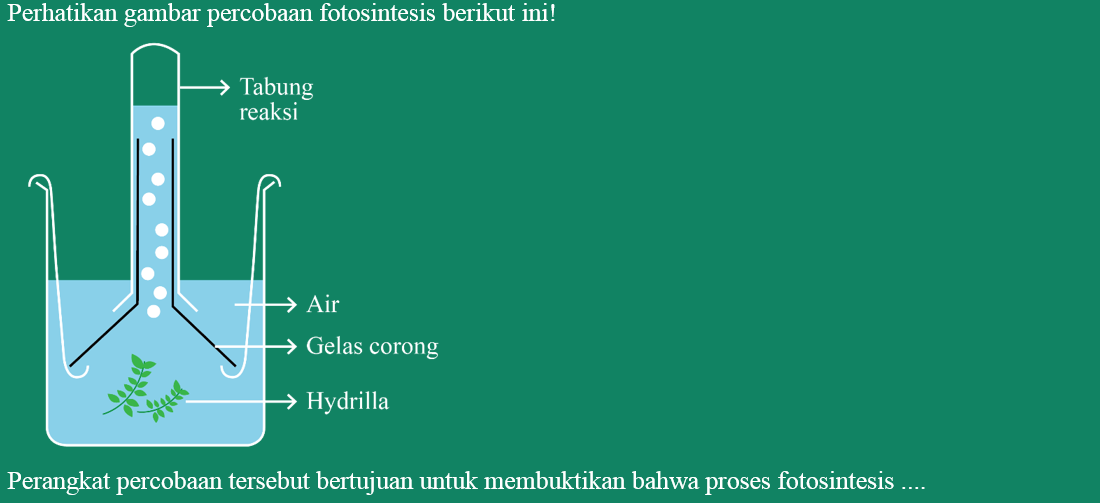 Perhatikan gambar percobaan fotosintesis berikut ini!
Tabung
reaksi
Air
Gelas corong
Hydrilla
Perangkat percobaan tersebut bertujuan untuk membuktikan bahwa proses fotosintesis ....